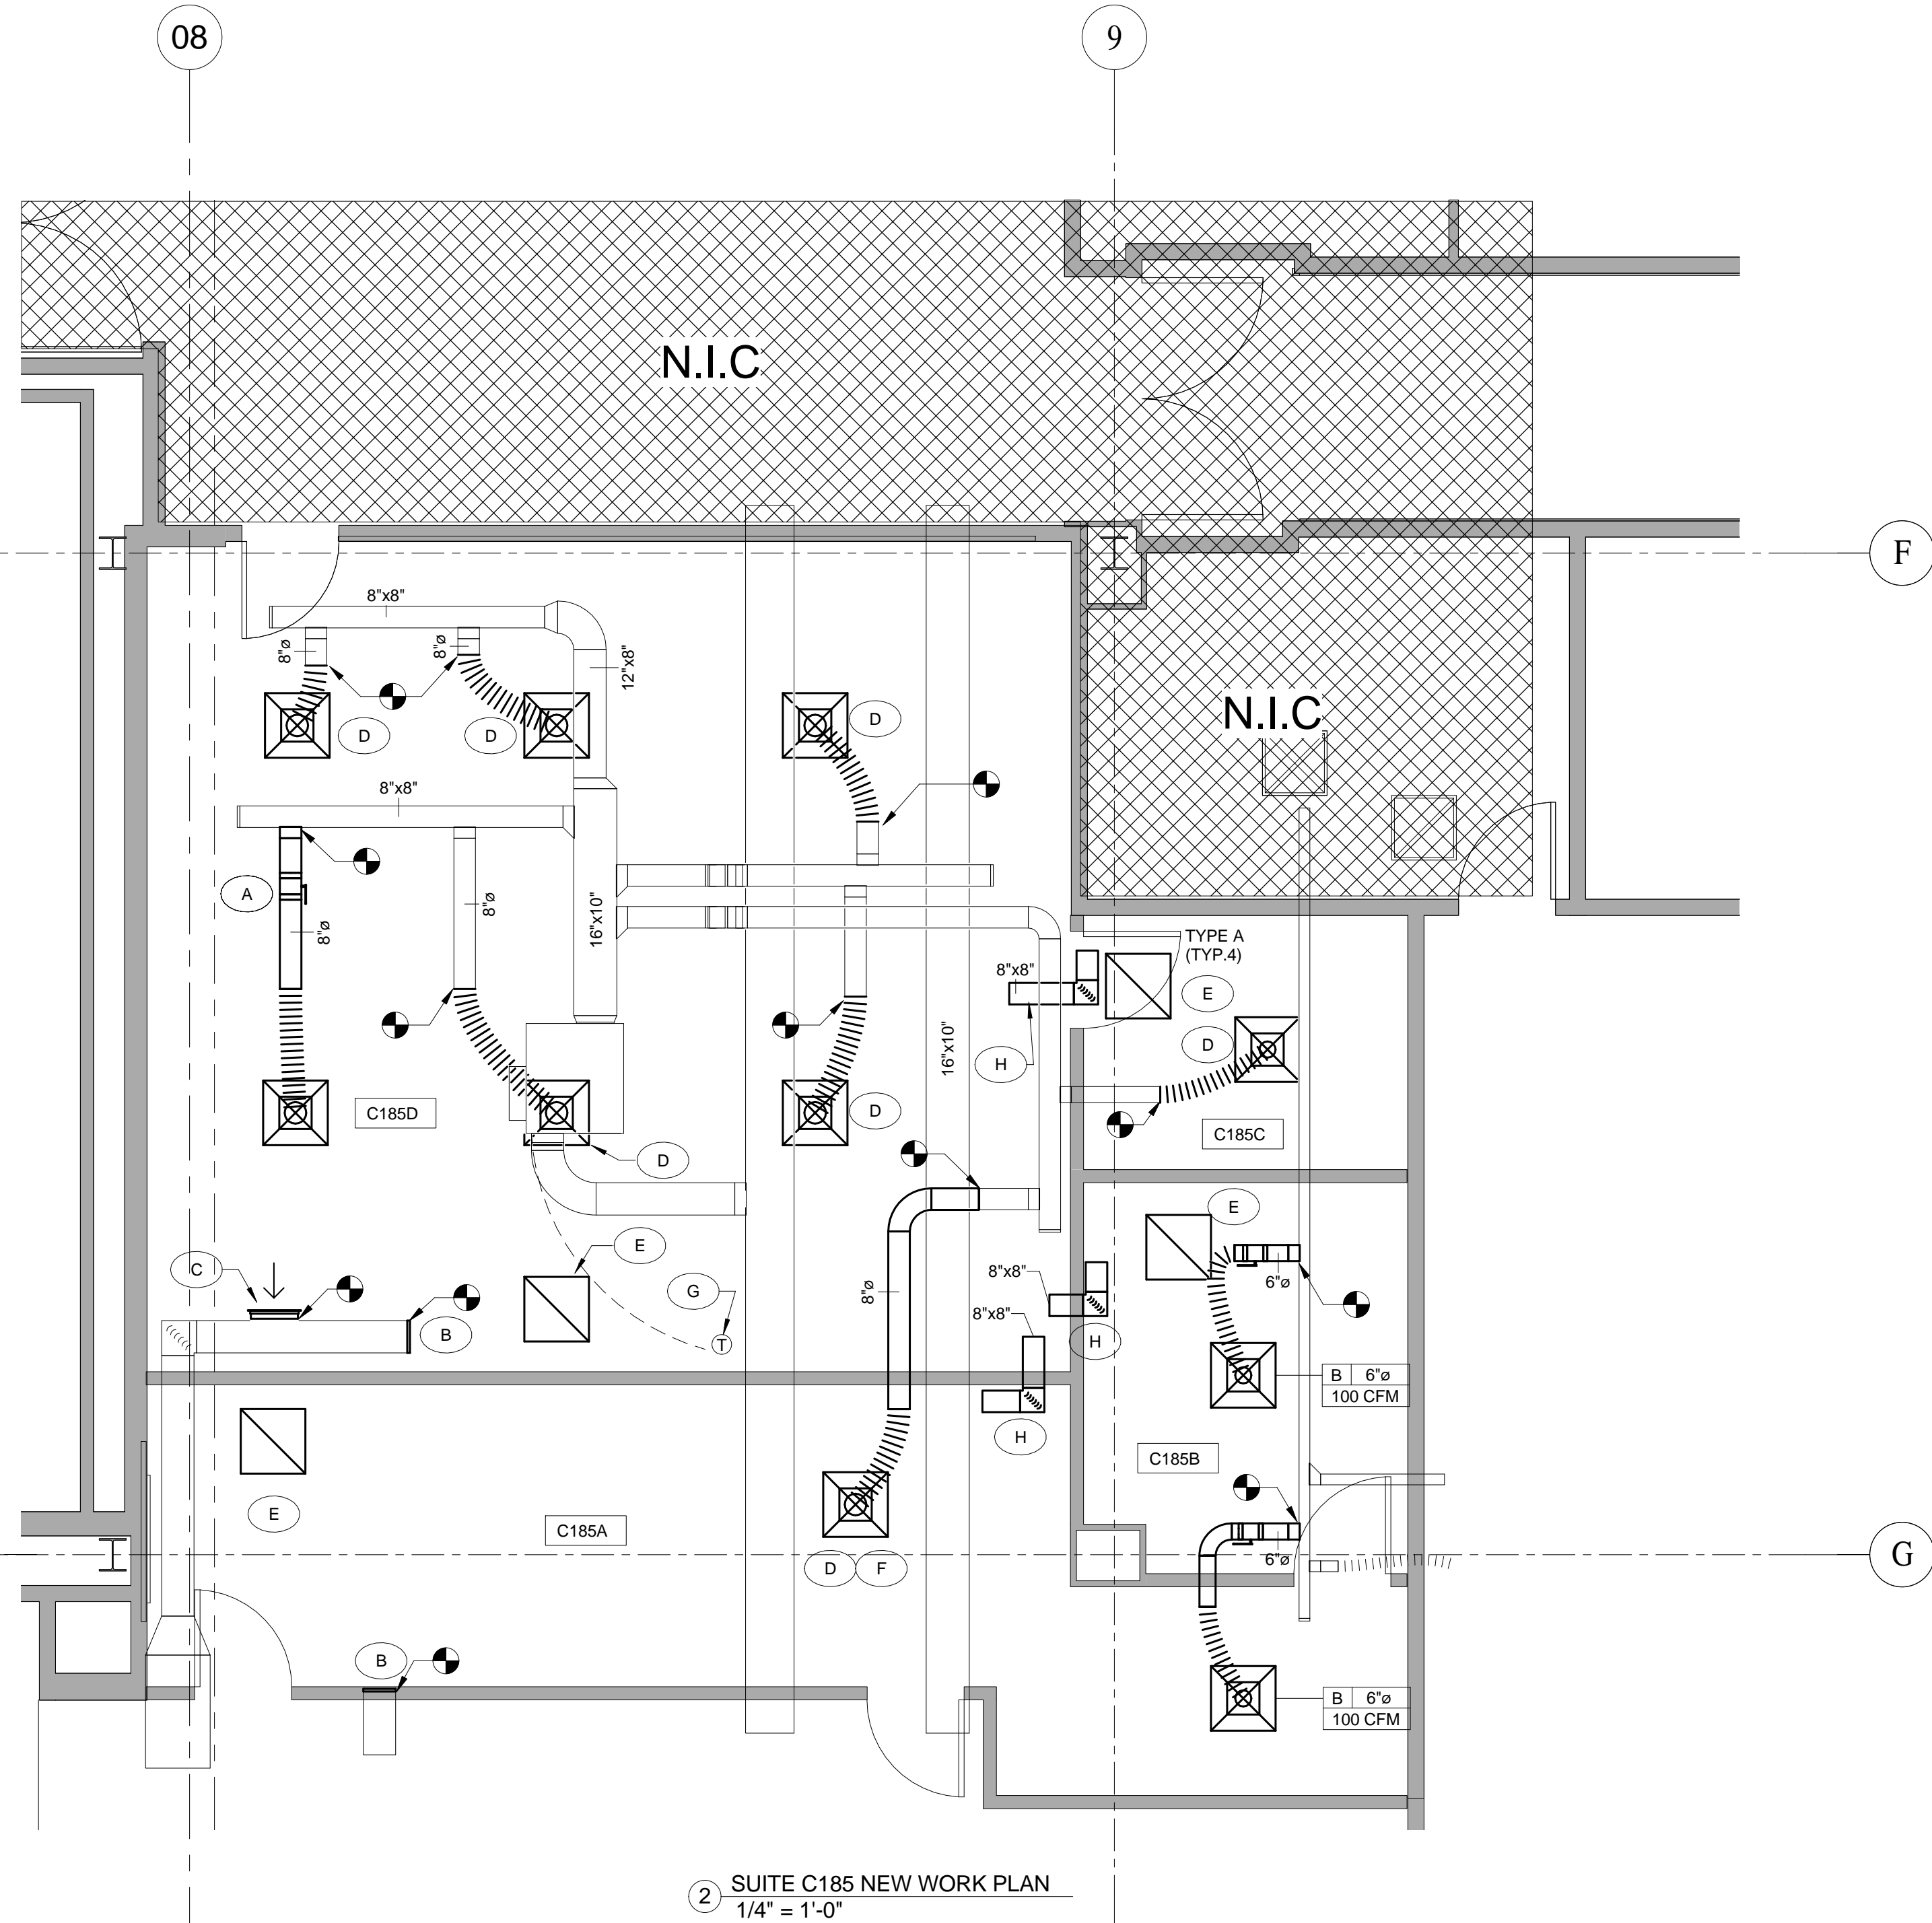 08
9
N.I.C
F
8"x8"
8"ø
8"ø
12"x8"
N.I.C
D
D
D
8"x8"
A
8"ø
8"ø
16"x10"
TYPE A
(TYP.4)
8"x8"
E
D
16"x10"
H
C185D
D
C185C
D
E
E
C
G
8"x8"
6"ø
8"ø
T
B
8"x8"
H
B 6"ø
100 CFM
H
C185B
E
C185A
G
6"ø
D
F
B
B 6"ø
100 CFM
2
SUITE C185 NEW WORK PLAN
1/4" = 1'-0"